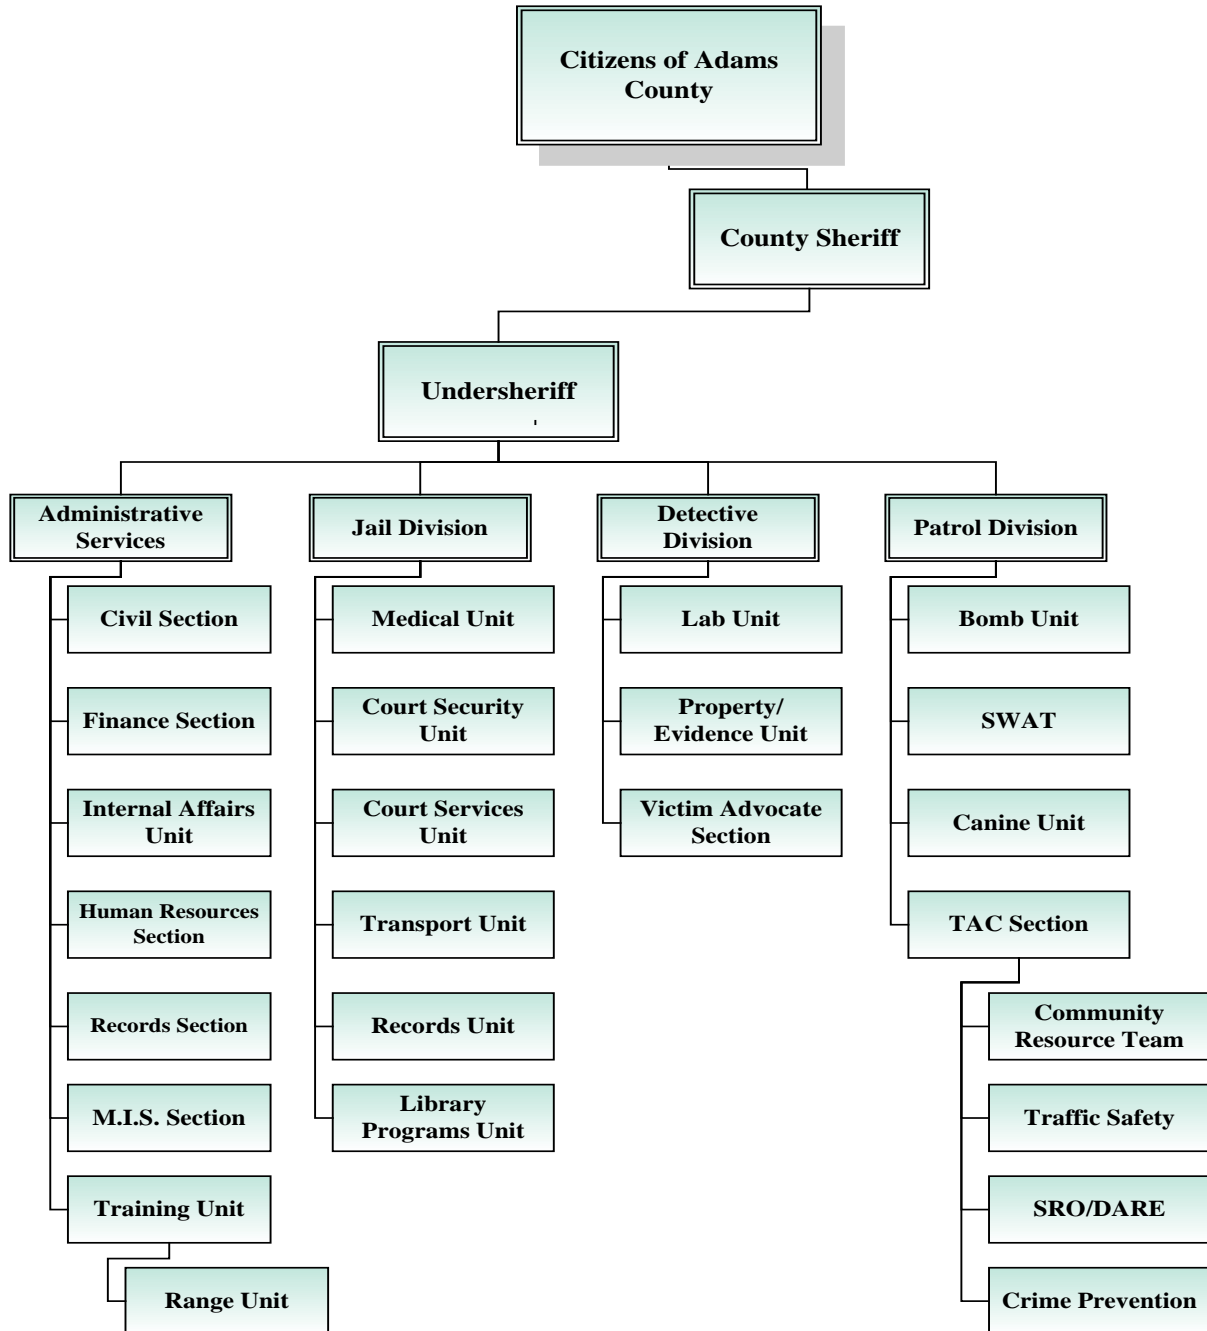 Citizens of Adams
County
County Sheriff
Undersheriff
Administrative
Services
Jail Division
Detective
Division
Patrol Division
Civil Section
Finance Section
Internal Affairs
Unit
Human Resources
Section
Records Section
M.I.S. Section
Training Unit
Range Unit
Medical Unit
Court Security
Unit
Court Services
Unit
Transport Unit
Records Unit
Library
Programs Unit
Lab Unit
Property/
Evidence Unit
Victim Advocate
Section
Bomb Unit
SWAT
Canine Unit
TAC Section
Community
Resource Team
Traffic Safety
SRO/DARE
Crime Prevention